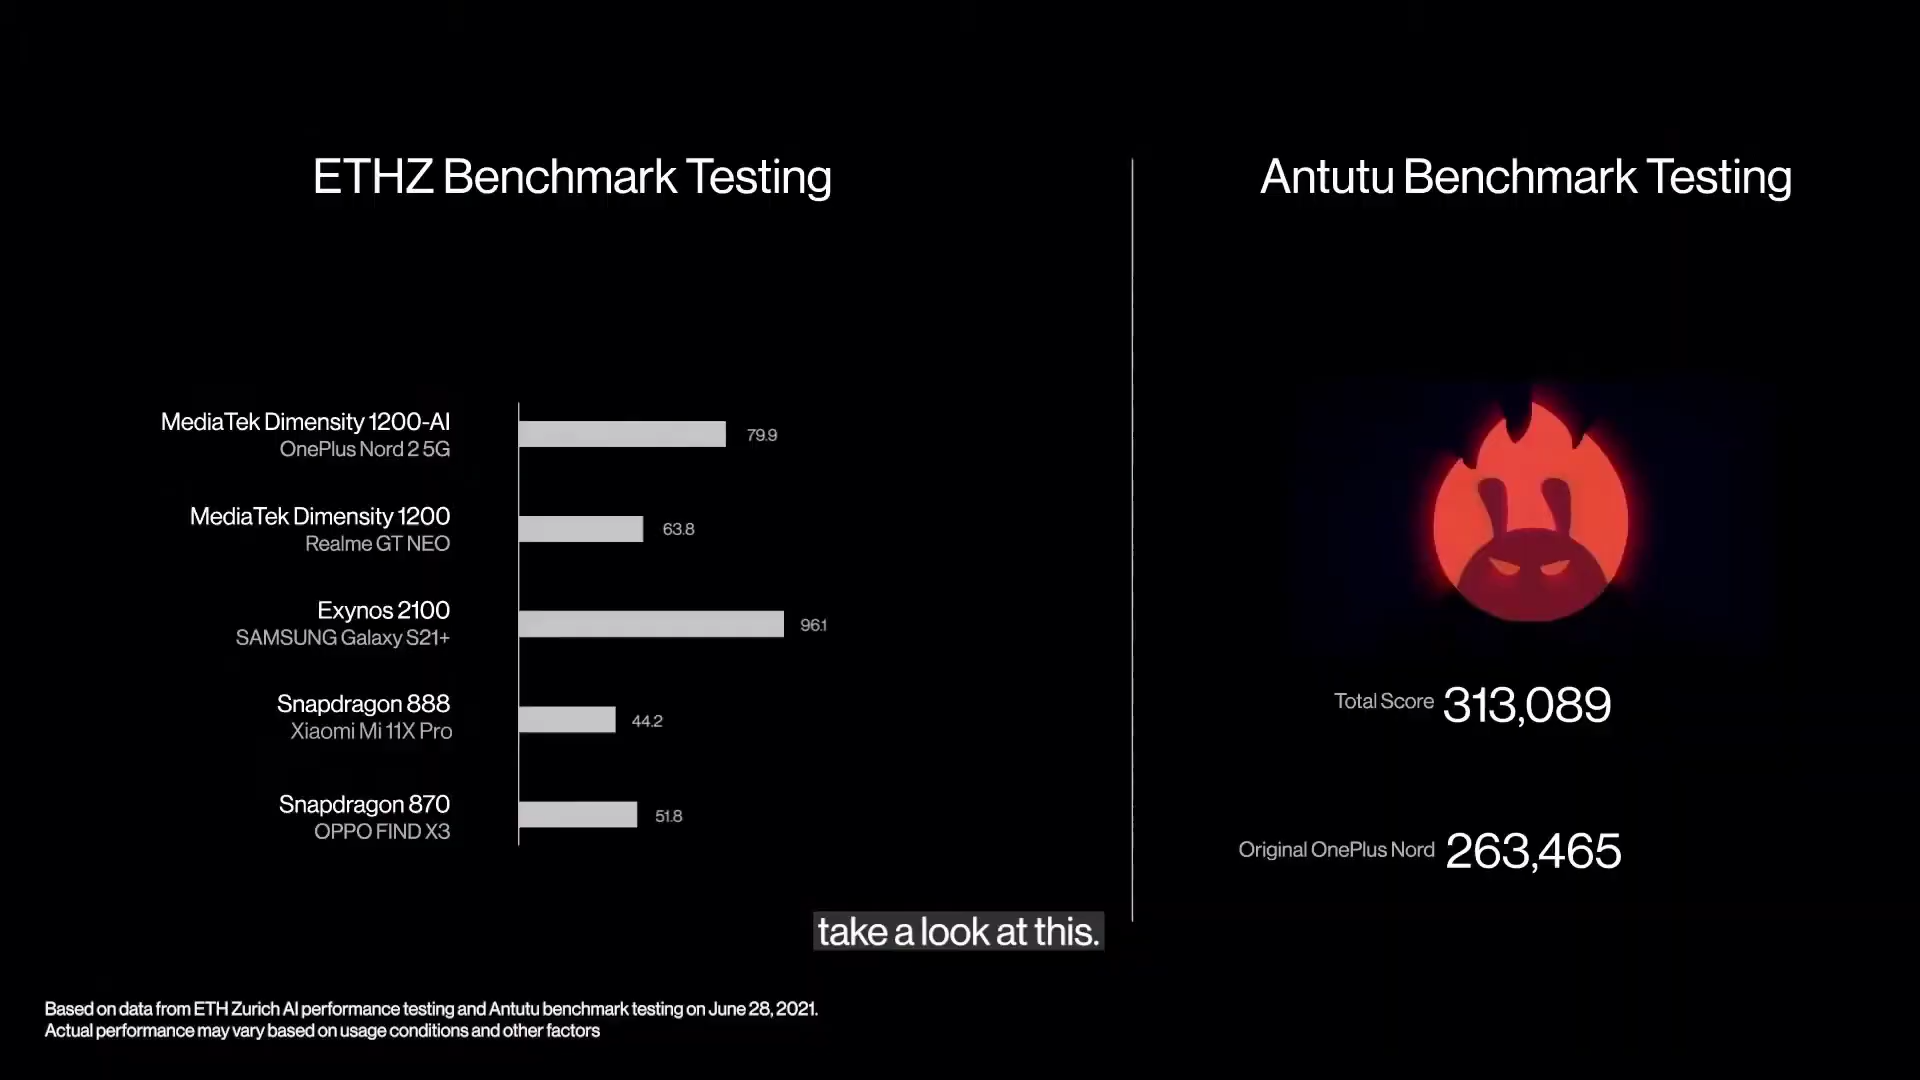 ETHZ Benchmark Testing
MediaTek Dimensity 1200-AI
OnePlus Nord 2 5G
79.9
MediaTek Dimensity 1200
Realme GT NEO
63.8
Exynos 2100
SAMSUNG Galaxy S21+
96.1
Snapdragon 888
Xiaomi Mi 11X Pro
44.2
Snapdragon 870
OPPO FIND X3
51.8
Antutu Benchmark Testing
Total Score 313,089
Original OnePlus Nord 263,465
take a look at this.
Based on data from ETH Zurich AI performance testing and Antutu benchmark testing on June 28, 2021.
Actual performance may vary based on usage conditions and other factors